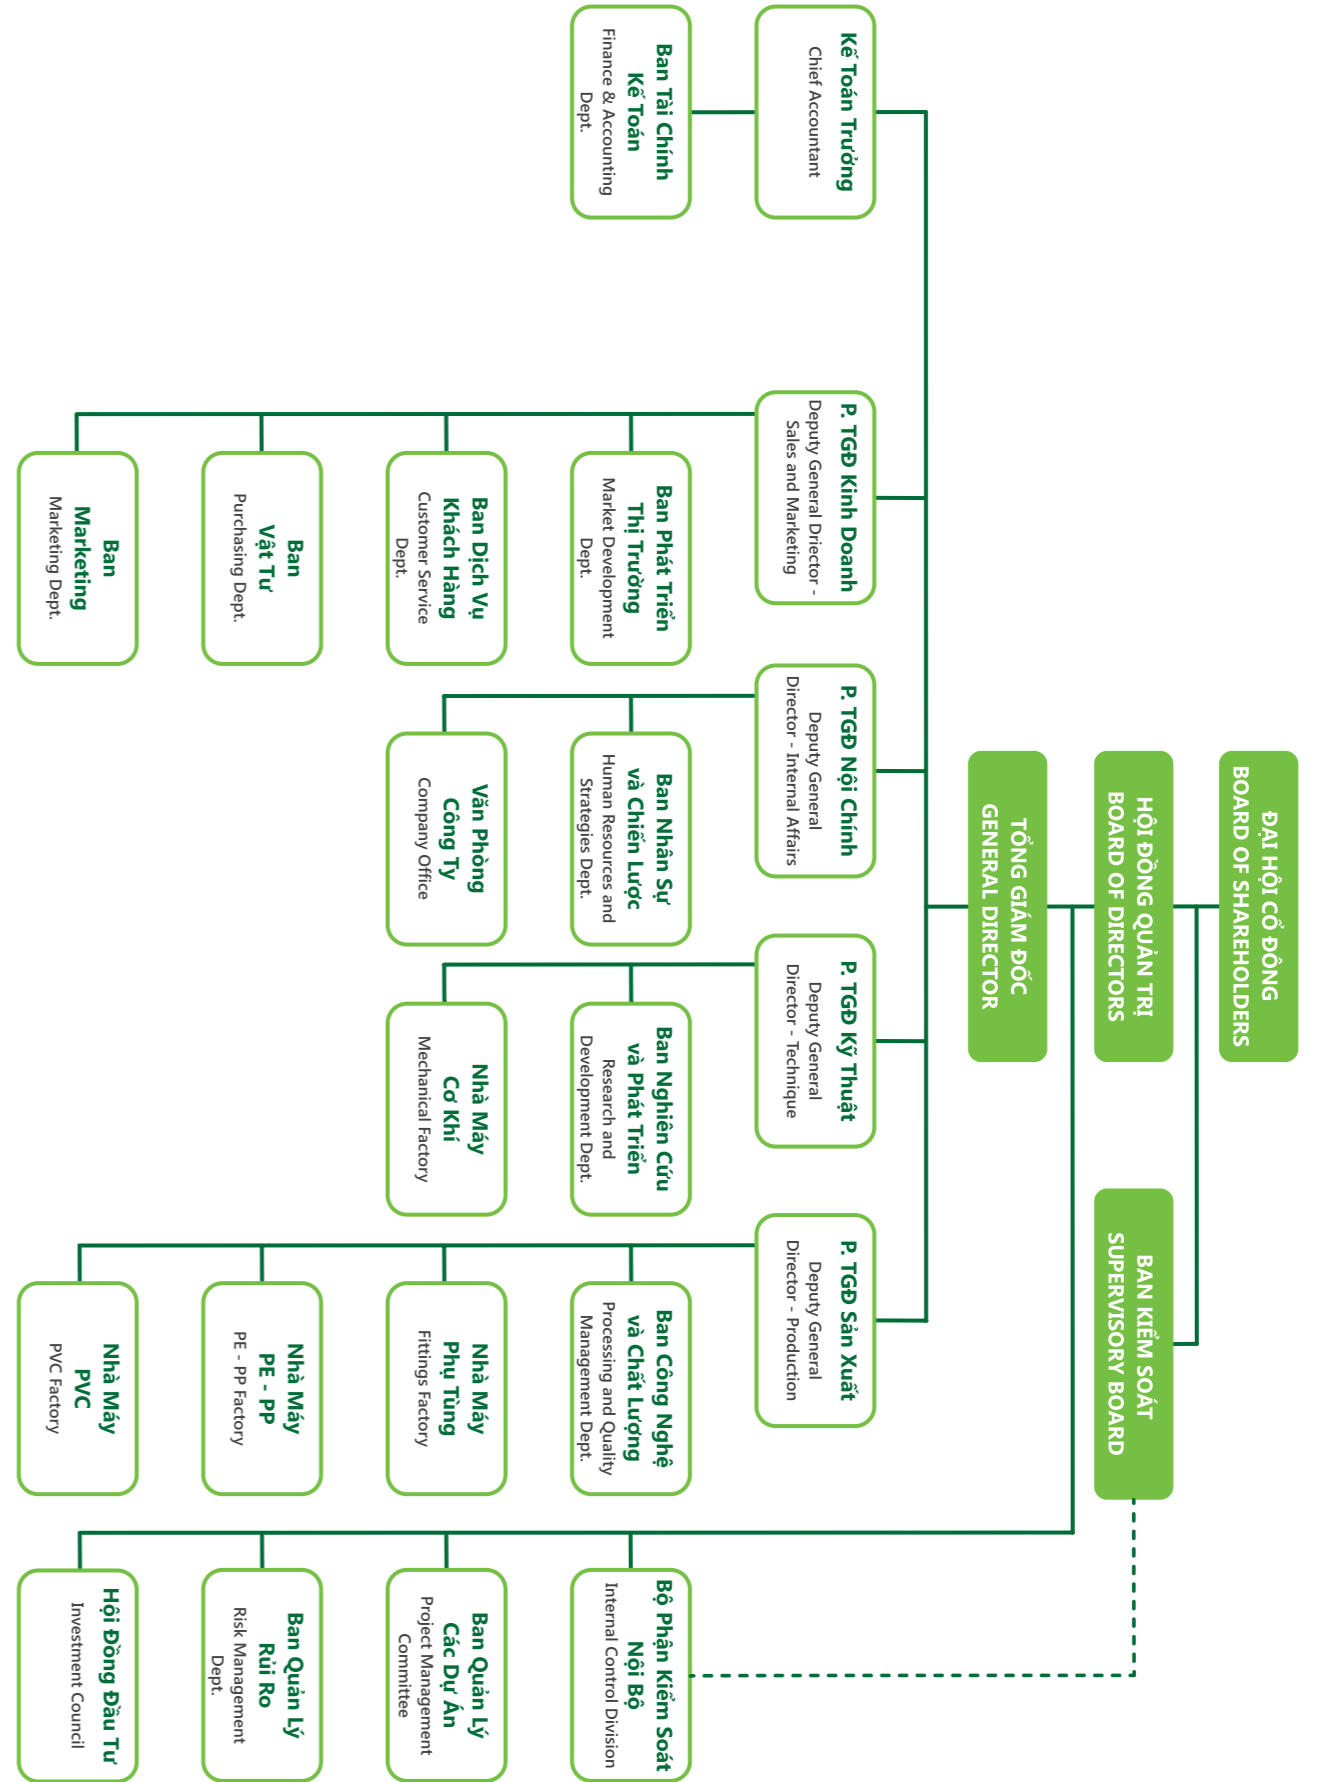 ĐẠI HỘI CỔ ĐÔNG
BOARD OF SHAREHOLDERS
HỘI ĐỒNG QUẢN TRỊ
BOARD OF DIRECTORS
BAN KIỂM SOÁT
SUPERVISORY BOARD
TỔNG GIÁM ĐỐC
GENERAL DIRECTOR
Kế Toán Trưởng
Chief Accountant
P. TGĐ Kinh Doanh
Deputy General Driector -
Sales and Marketing
P. TGĐ Nội Chính
Deputy General
Director - Internal Affairs
P. TGĐ Kỹ Thuật
Deputy General
Director - Technique
P. TGĐ Sản Xuất
Deputy General
Director - Production
Ban Tài Chính
Kế Toán
Finance & Accounting
Dept.
Ban Phát Triển
Thị Trường
Market Development
Dept.
Ban Nhân Sự
và Chiến Lược
Human Resources and
Strategies Dept.
Ban Nghiên Cứu
và Phát Triển
Research and
Development Dept.
Ban Công Nghệ
và Chất Lượng
Processing and Quality
Management Dept.
Bộ Phận Kiểm Soát
Nội Bộ
Internal Control Division
Ban Dịch Vụ
Khách Hàng
Customer Service
Dept.
Văn Phòng
Công Ty
Company Office
Nhà Máy
Cơ Khí
Mechanical Factory
Nhà Máy
Phụ Tùng
Fittings Factory
Ban Quản Lý
Các Dự Án
Project Management
Committee
Ban
Vật Tư
Purchasing Dept.
Nhà Máy
PE - PP
PE - PP Factory
Ban Quản Lý
Rủi Ro
Risk Management
Dept.
Ban
Marketing
Marketing Dept.
Nhà Máy
PVC
PVC Factory
Hội Đồng Đầu Tư
Investment Council